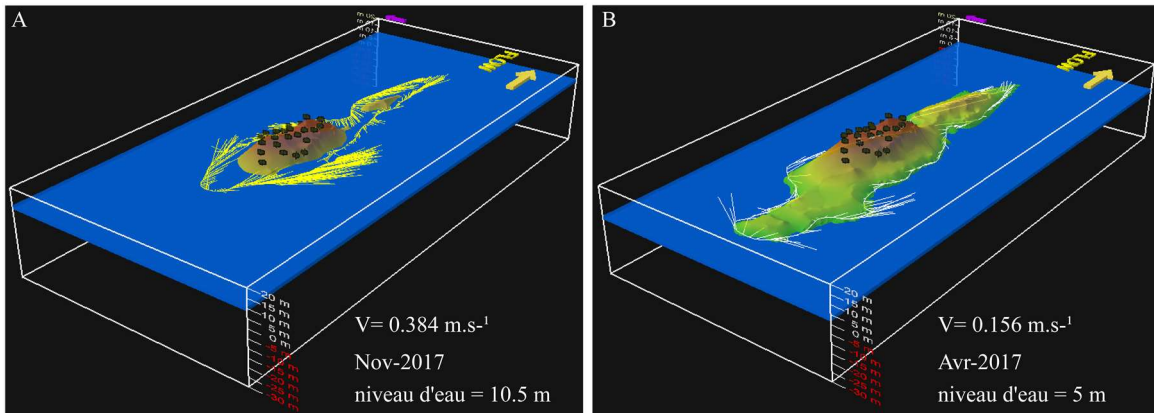 A
FLOW
20 m
15 m
10 m
5 m
0 m
-5 m
-10 m
-15 m
-20 m
-25 m
-30 m
V= 0.384 m.s-¹
Nov-2017
niveau d'eau = 10.5 m
B
FLOW
20 m
15 m
10 m
5 m
0 m
-5 m
-10 m
-15 m
-20 m
-25 m
-30 m
V= 0.156 m.s-¹
Avr-2017
niveau d'eau = 5 m